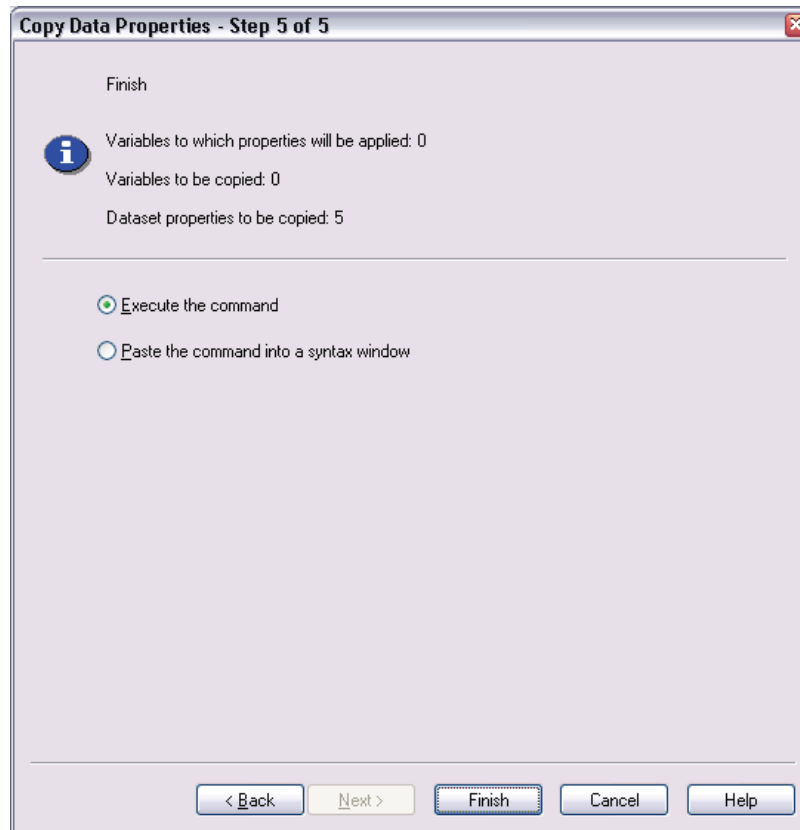 Copy Data Properties - Step 5 of 5
Finish
Variables to which properties will be applied: 0
Variables to be copied: 0
Dataset properties to be copied: 5
Execute the command
Paste the command into a syntax window
< Back Next > Finish Cancel Help